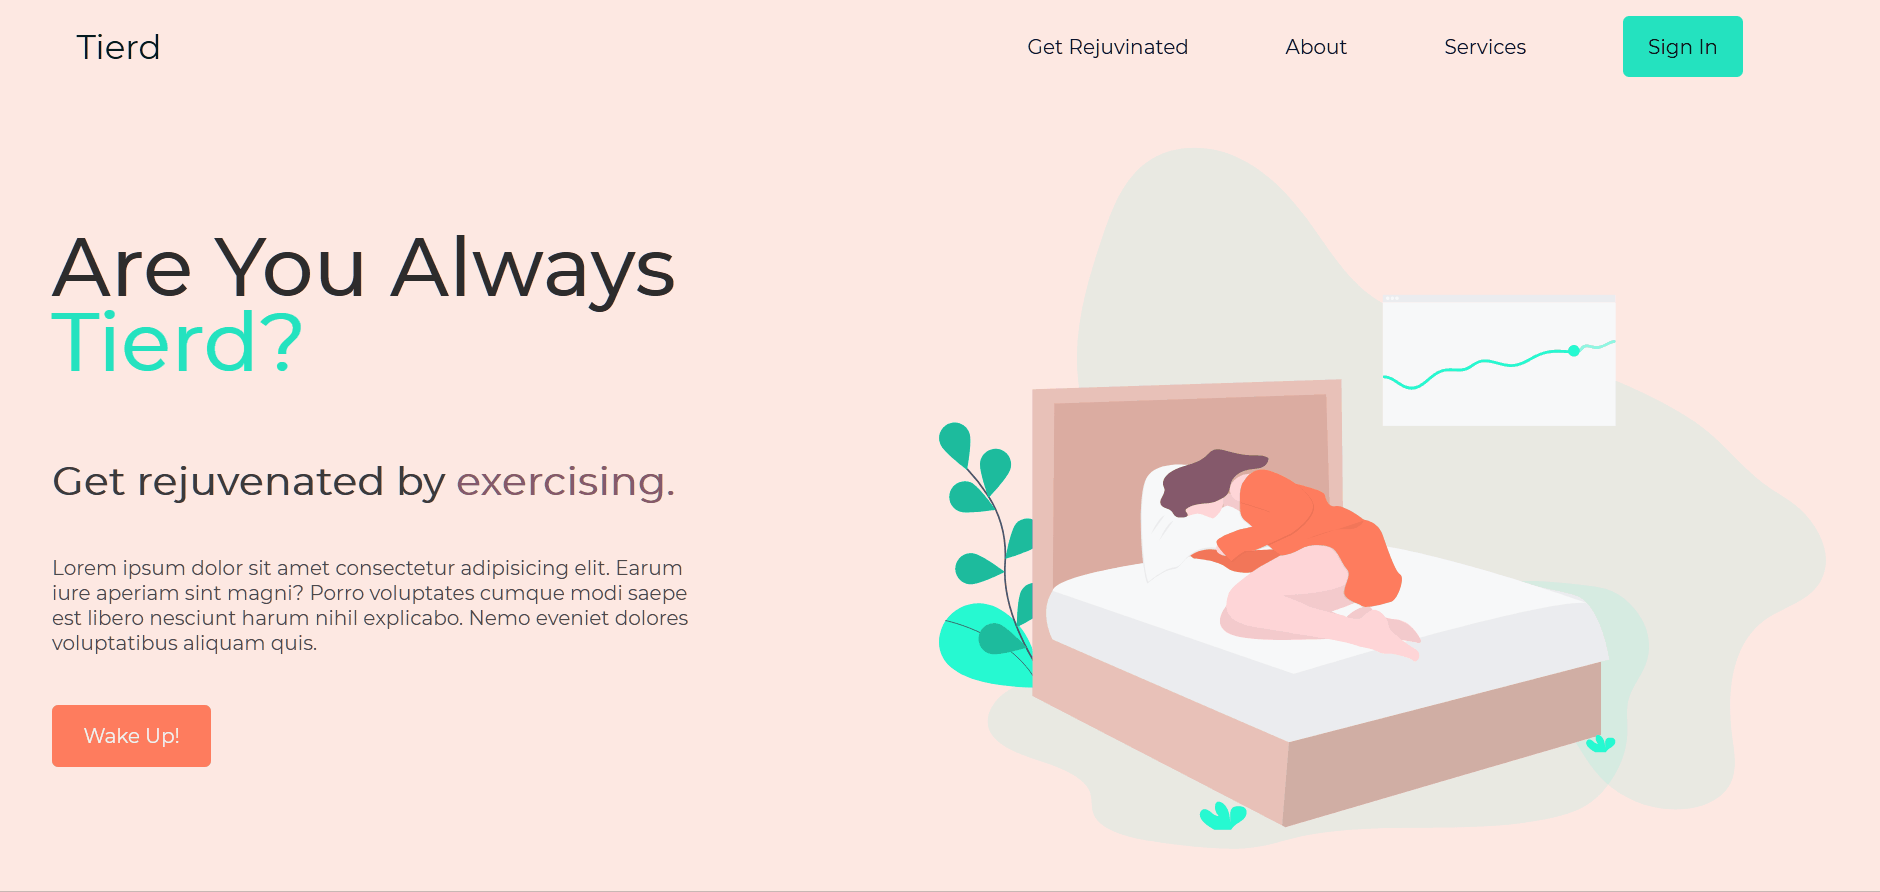 Tierd
Get Rejuvinated
About
Services
Sign In
Are You Always
Tierd?
Get rejuvenated by exercising.
Lorem ipsum dolor sit amet consectetur adipisicing elit. Earum
iure aperiam sint magni? Porro voluptates cumque modi saepe
est libero nesciunt harum nihil explicabo. Nemo eveniet dolores
voluptatibus aliquam quis.
Wake Up!